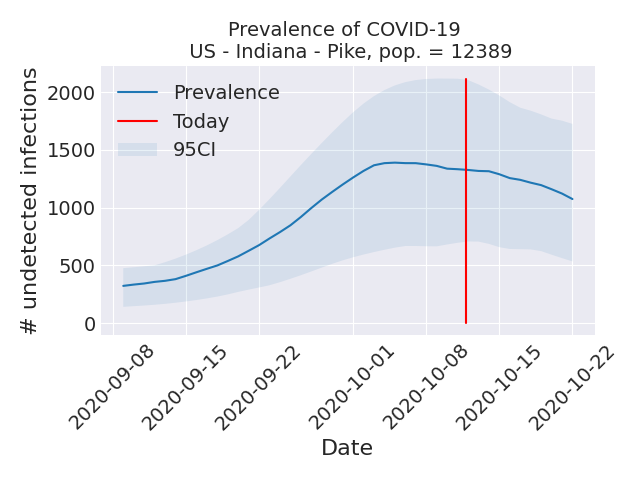 Prevalence of COVID-19
US - Indiana - Pike, pop. = 12389
Prevalence
Today
95CI
# undetected infections
2000
1500
1000
500
0
2020-09-08
2020-09-15
2020-09-22
2020-10-01
2020-10-08
2020-10-15
2020-10-22
Date